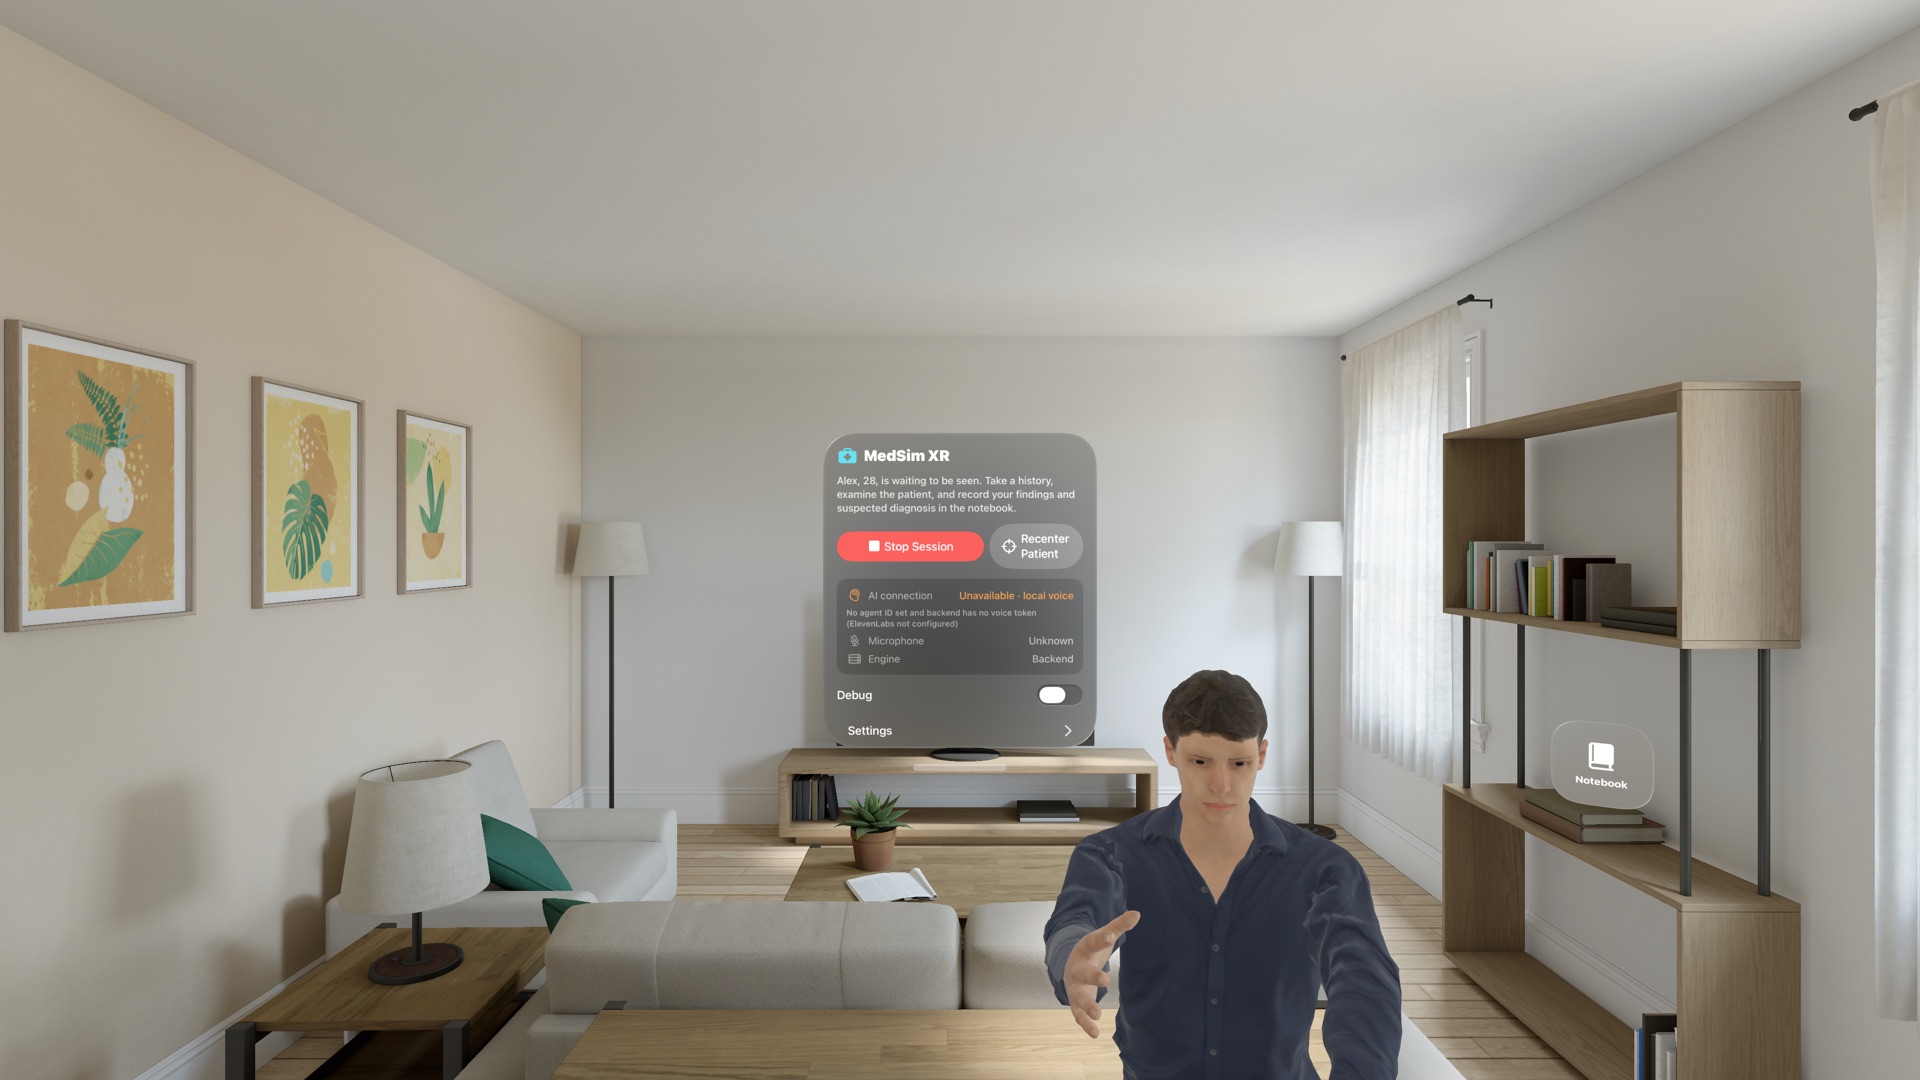 MedSim XR
Alex, 28, is waiting to be seen. Take a history,
examine the patient, and record your findings and
suspected diagnosis in the notebook.
Stop Session
Recenter
Patient
AI connection
Unavailable · local voice
No agent ID set and backend has no voice token
(ElevenLabs not configured)
Microphone
Unknown
Engine
Backend
Debug
Settings
Notebook